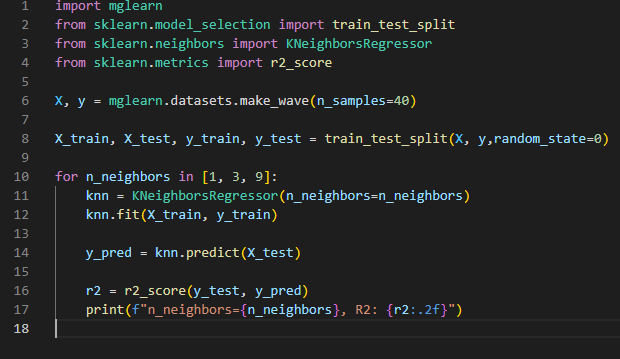 1 import mglearn
2 from sklearn.model_selection import train_test_split
3 from sklearn.neighbors import KNeighborsRegressor
4 from sklearn.metrics import r2_score
5
6 X, y = mglearn.datasets.make_wave(n_samples=40)
7
8 X_train, X_test, y_train, y_test = train_test_split(X, y,random_state=0)
9
10 for n_neighbors in [1, 3, 9]:
11     knn = KNeighborsRegressor(n_neighbors=n_neighbors)
12     knn.fit(X_train, y_train)
13
14     y_pred = knn.predict(X_test)
15
16     r2 = r2_score(y_test, y_pred)
17     print(f"n_neighbors={n_neighbors}, R2: {r2:.2f}")
18